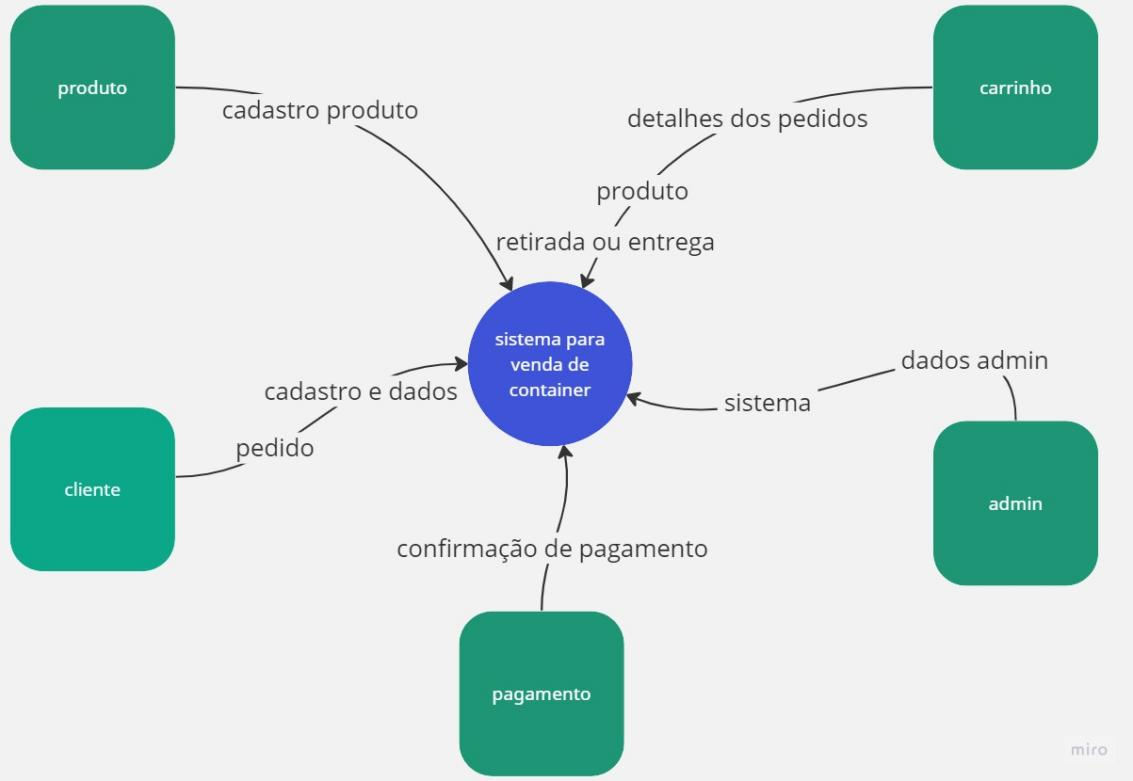 produto
cadastro produto
carrinho
detalhes dos pedidos
produto
retirada ou entrega
sistema para
venda de
container
cadastro e dados
pedido
cliente
dados admin
sistema
admin
confirmação de pagamento
pagamento
miro